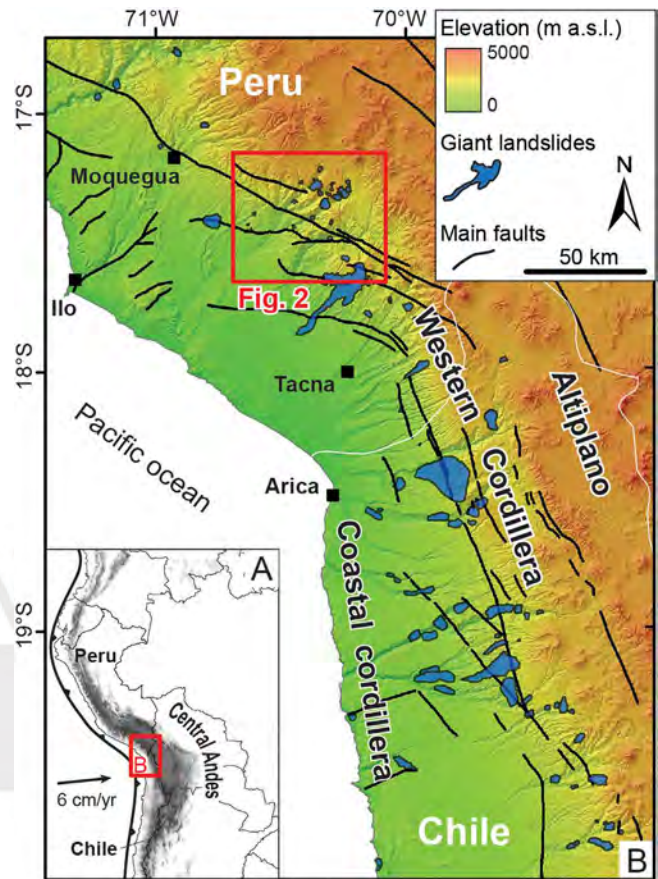 71°W
70°W
Elevation (m a.s.l.)
5000
0
Giant landslides
Main faults
N
50 km
17°S
18°S
19°S
Peru
Moquegua
Fig. 2
Ilo
Tacna
Western
Cordillera
Altiplano
Pacific ocean
Arica
Coastal cordillera
Chile
B
A
Peru
Central Andes
B
6 cm/yr
Chile